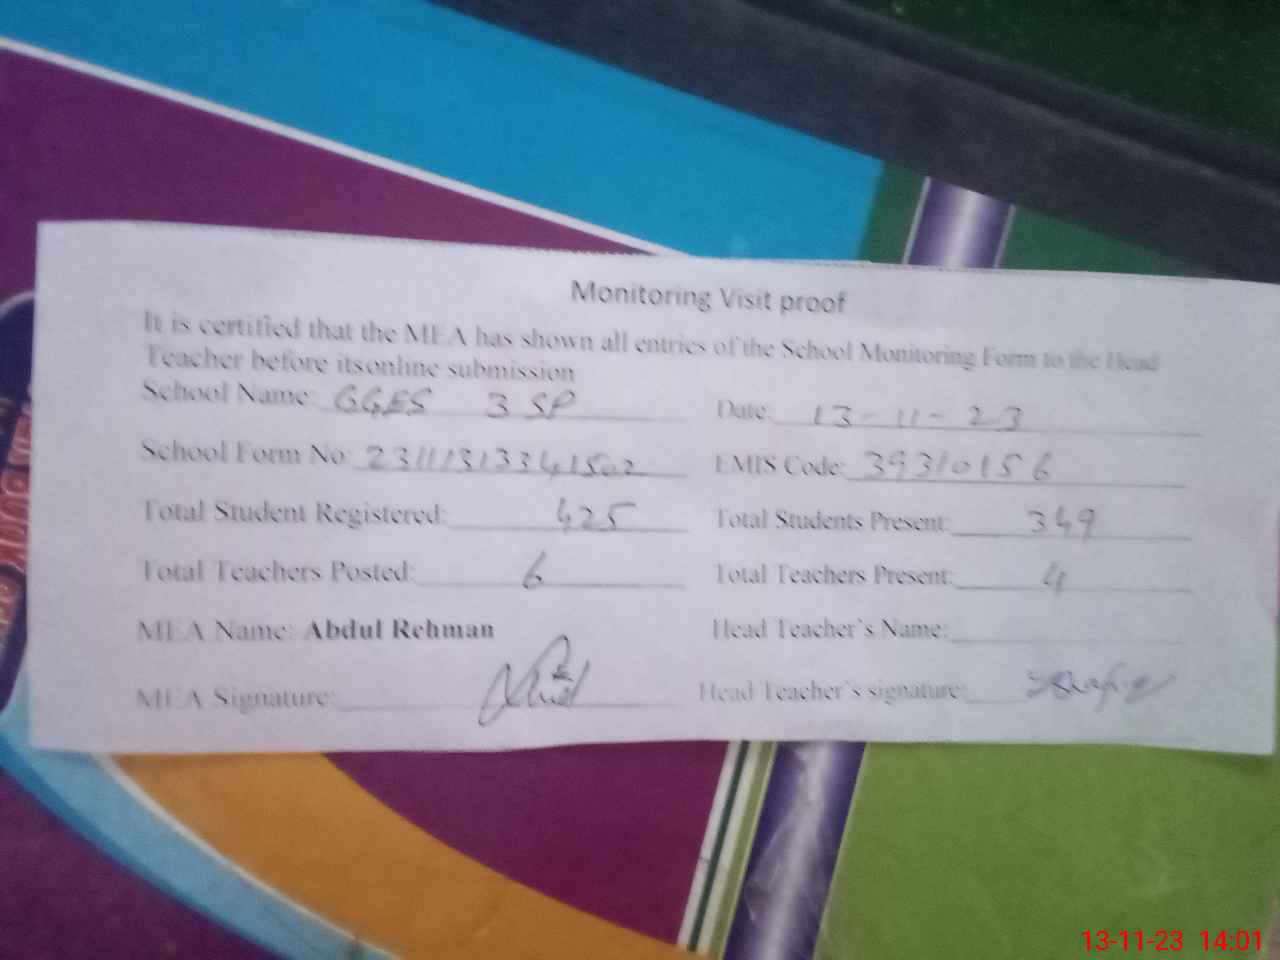 Monitoring Visit proof
It is certified that the MEA has shown all entries of the School Monitoring Form to the Head
Teacher before itsonline submission
School Name: GGES 3 SP Date: 13-11-23
School Form No: 23111313341502 EMIS Code: 39310156
Total Student Registered: 425 Total Students Present: 349
Total Teachers Posted: 6 Total Teachers Present: 4
MEA Name: Abdul Rehman Head Teacher's Name:
MEA Signature: Head Teacher's signature:
13-11-23 14:01